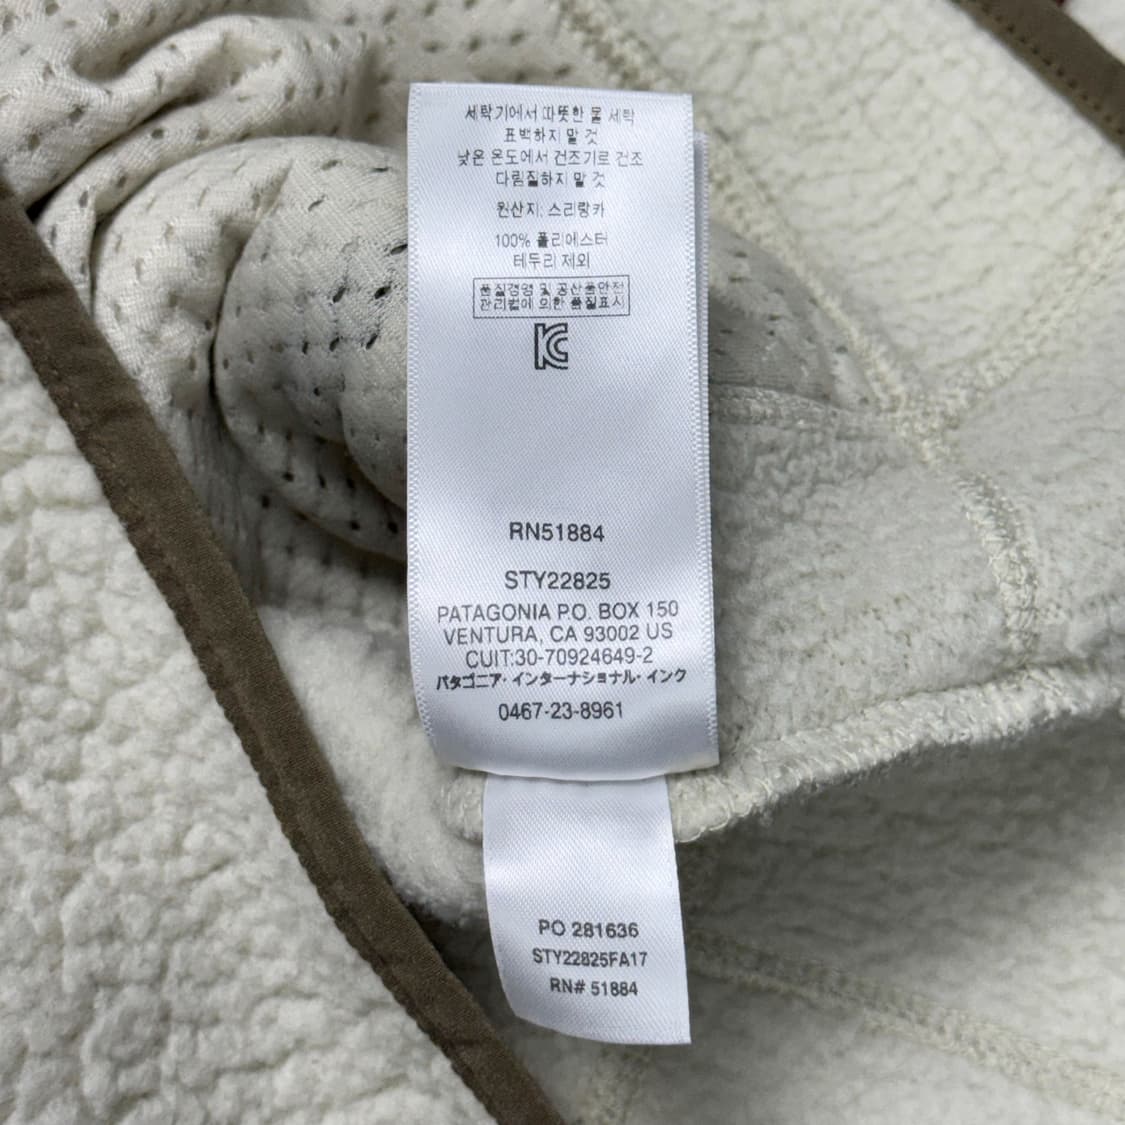 세탁기에서 따뜻한 물 세탁
표백하지 말 것
낮은 온도에서 건조기로 건조
다림질하지 말 것
원산지: 스리랑카
100% 폴리에스터
테두리 제외
품질경영 및 공산품안전
관리법에 의한 품질표시
KC
RN51884
STY22825
PATAGONIA P.O. BOX 150
VENTURA, CA 93002 US
CUIT:30-70924649-2
パタゴニア・インターナショナル・インク
0467-23-8961
PO 281636
STY22825FA17
RN# 51884